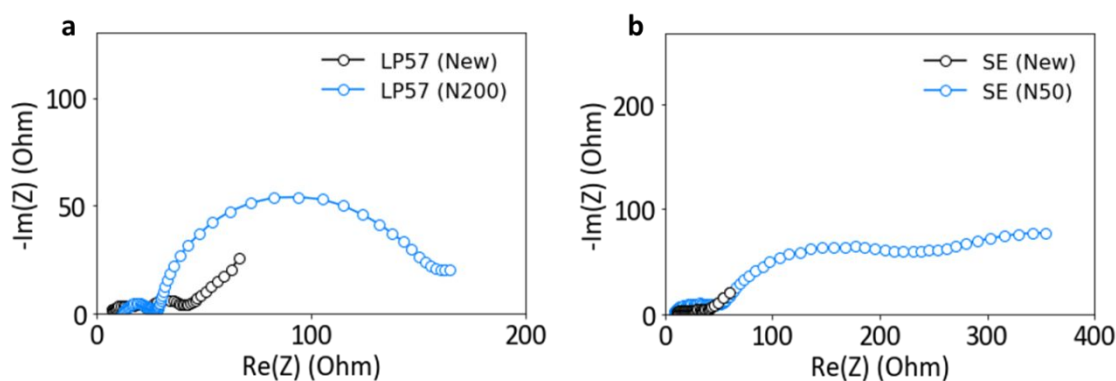 a
LP57 (New)
LP57 (N200)
100
50
0
0
100
200
-Im(Z) (Ohm)
Re(Z) (Ohm)
b
SE (New)
SE (N50)
200
100
0
0
100
200
300
400
-Im(Z) (Ohm)
Re(Z) (Ohm)